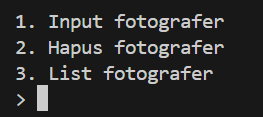 1. Input fotografer
2. Hapus fotografer
3. List fotografer
>